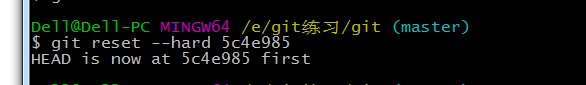 Dell@Dell-PC MINGW64 /e/git练习/git (master)
$ git reset --hard 5c4e985
HEAD is now at 5c4e985 first